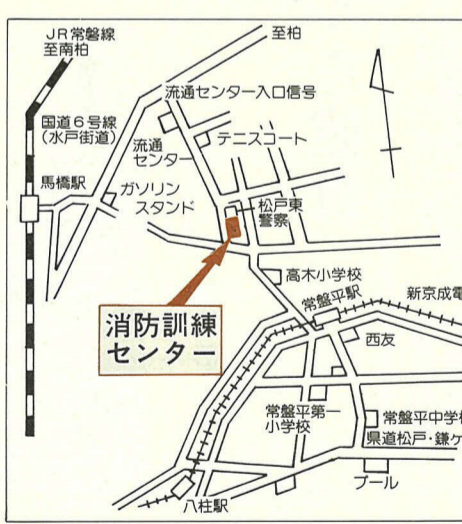 JR常磐線
至南柏
至柏
流通センター入口信号
国道6号線
(水戸街道)
流通
センター
テニスコート
馬橋駅
ガソリン
スタンド
松戸東
警察
高木小学校
常盤平駅
新京成電
消防訓練
センター
西友
常盤平第一
小学校
常盤平中学校
県道松戸・鎌ケ
プール
八柱駅